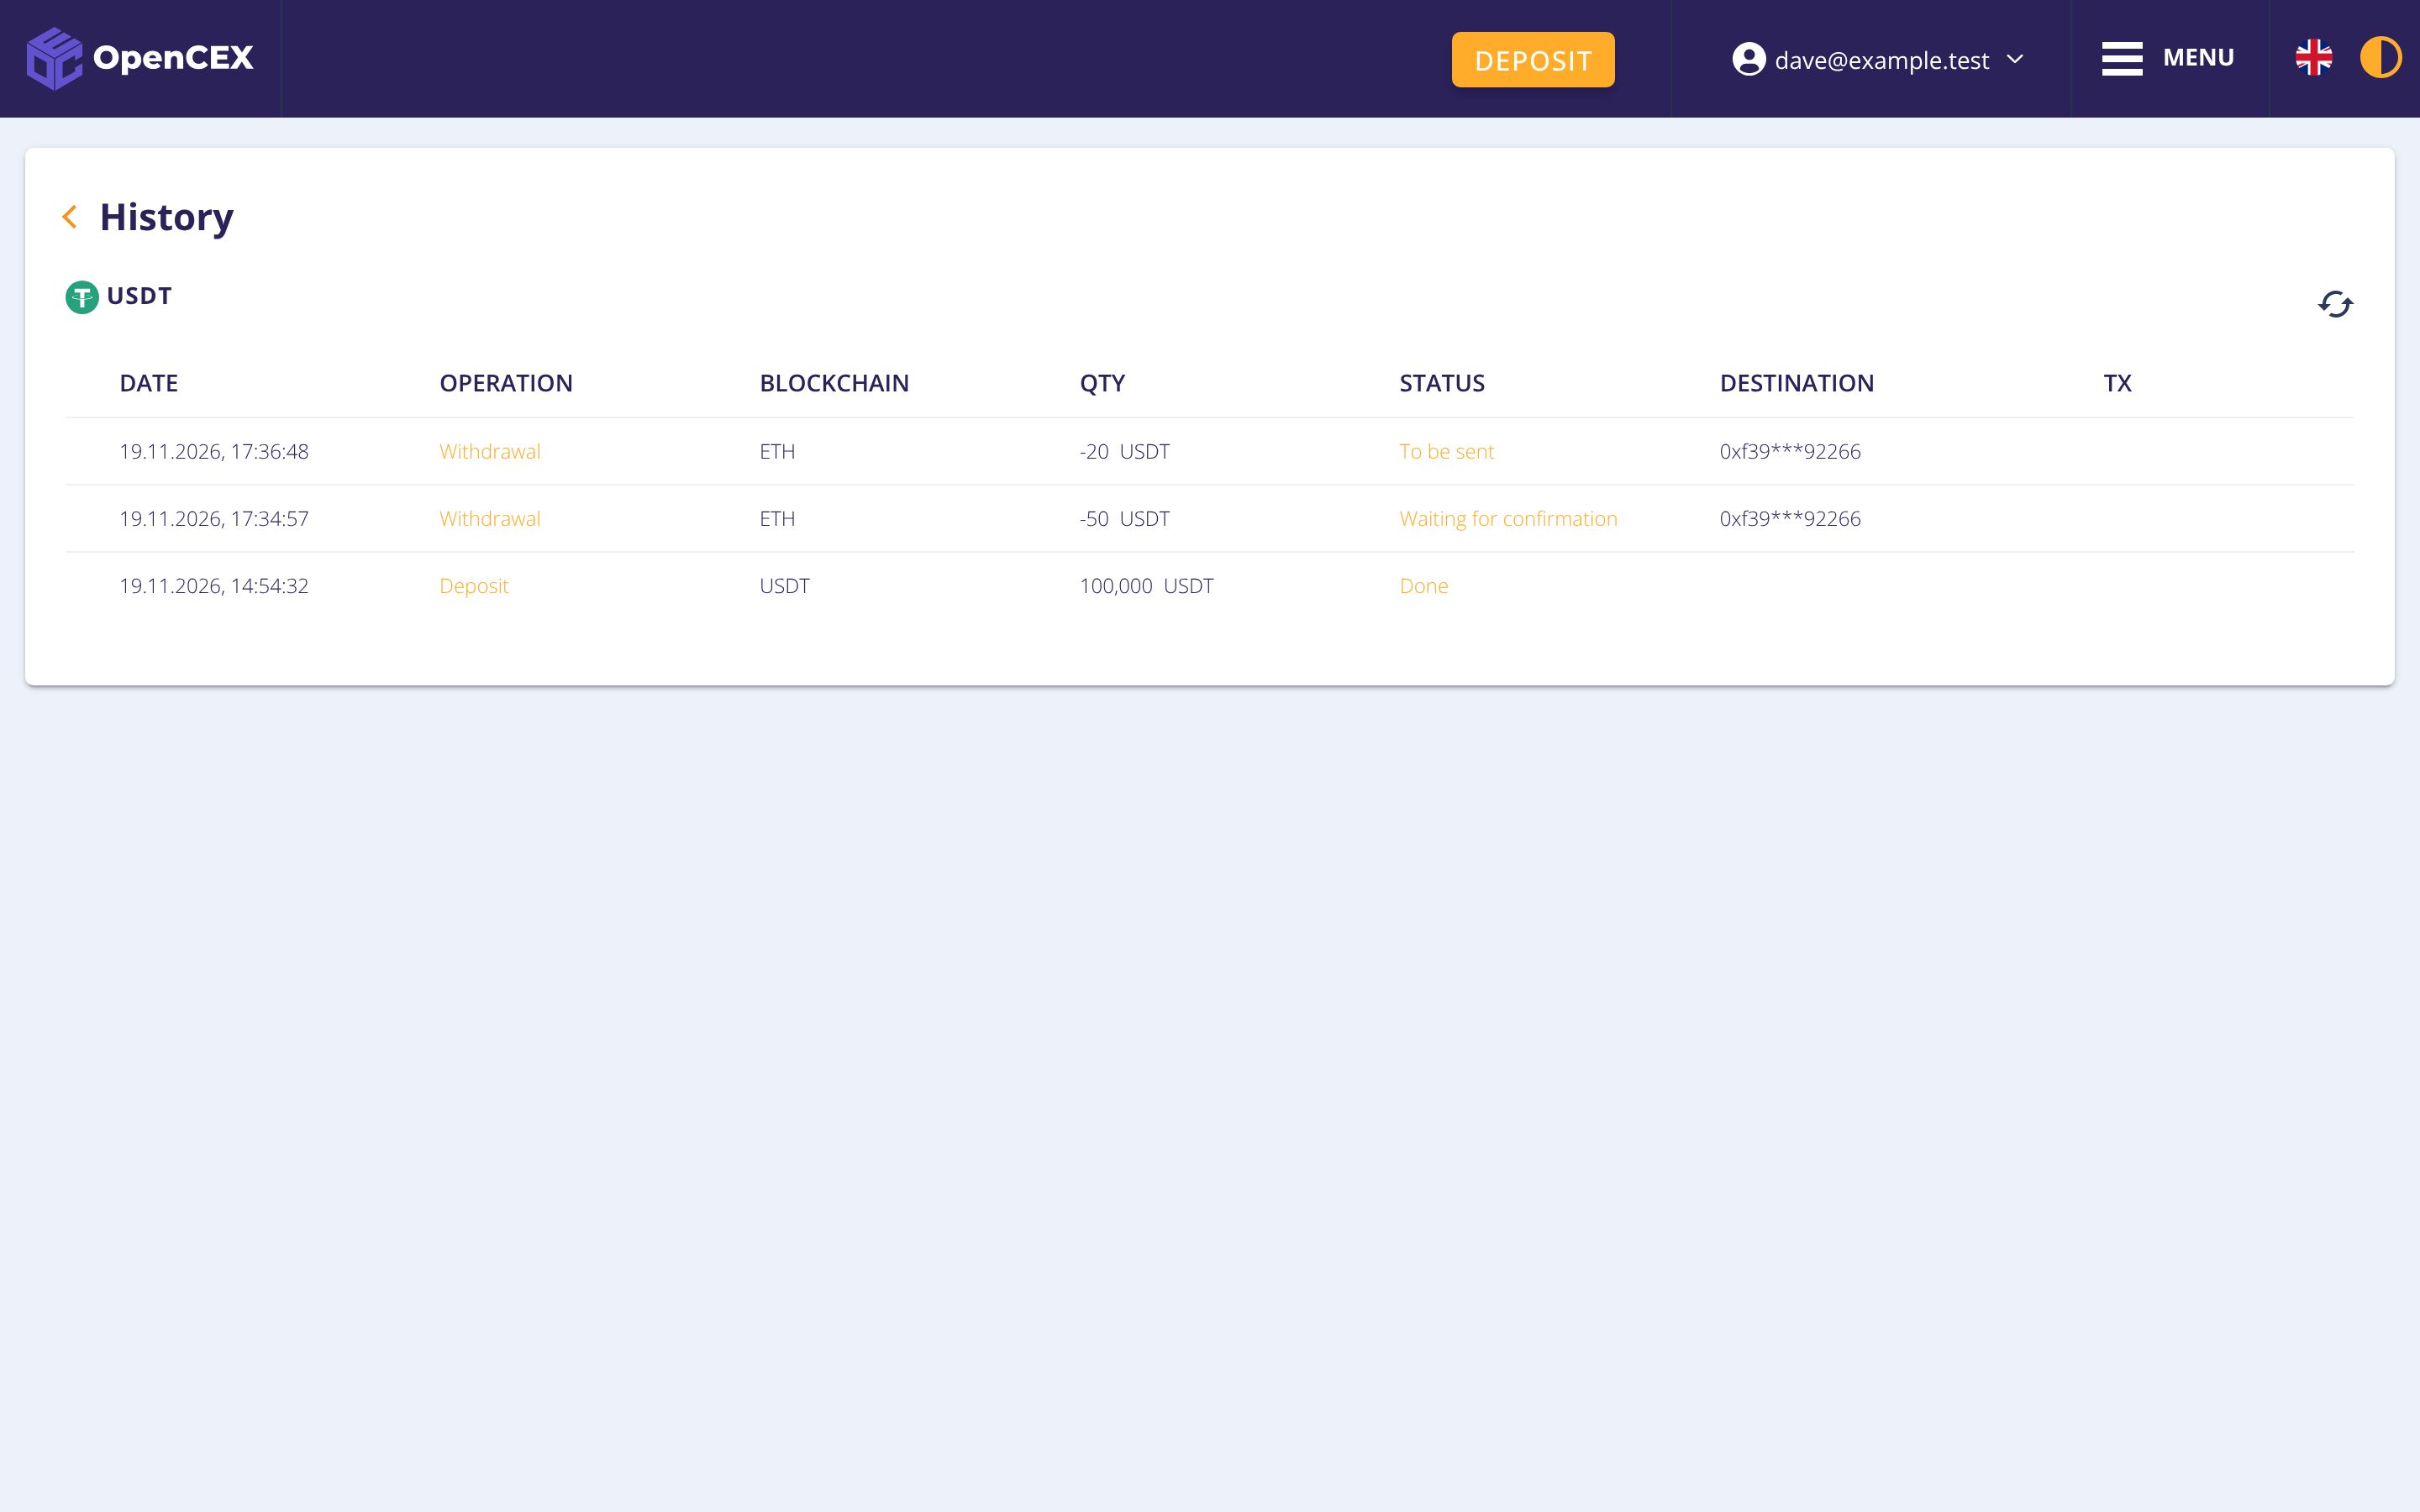 OpenCEX DEPOSIT dave@example.test MENU
History
USDT
DATE OPERATION BLOCKCHAIN QTY STATUS DESTINATION TX
19.11.2026, 17:36:48 Withdrawal ETH -20 USDT To be sent 0xf39***92266
19.11.2026, 17:34:57 Withdrawal ETH -50 USDT Waiting for confirmation 0xf39***92266
19.11.2026, 14:54:32 Deposit USDT 100,000 USDT Done